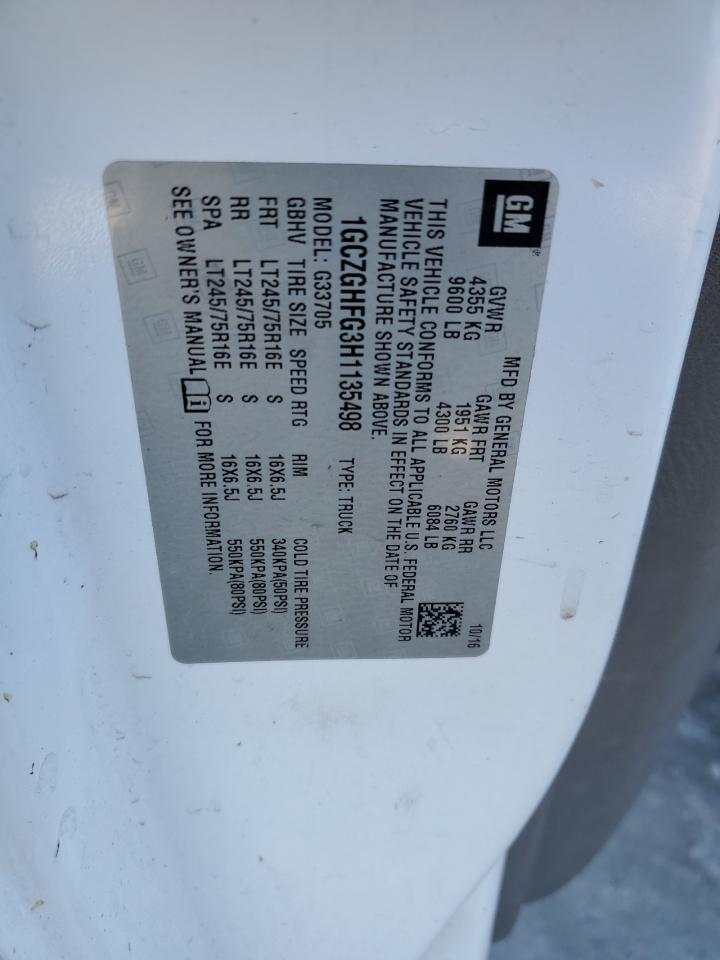 GM
MFD BY GENERAL MOTORS LLC 10/16
GVWR GAWR FRT GAWR RR
4355 KG 1951 KG 2760 KG
9600 LB 4300 LB 6084 LB
THIS VEHICLE CONFORMS TO ALL APPLICABLE U.S. FEDERAL MOTOR
VEHICLE SAFETY STANDARDS IN EFFECT ON THE DATE OF
MANUFACTURE SHOWN ABOVE.
1GCZGHFG3H1135498 TYPE: TRUCK
MODEL: G33705
GBHV TIRE SIZE SPEED RTG RIM COLD TIRE PRESSURE
FRT LT245/75R16E S 16X6.5J 340KPA(50PSI)
RR LT245/75R16E S 16X6.5J 550KPA(80PSI)
SPA LT245/75R16E S 16X6.5J 550KPA(80PSI)
SEE OWNER'S MANUAL i FOR MORE INFORMATION.